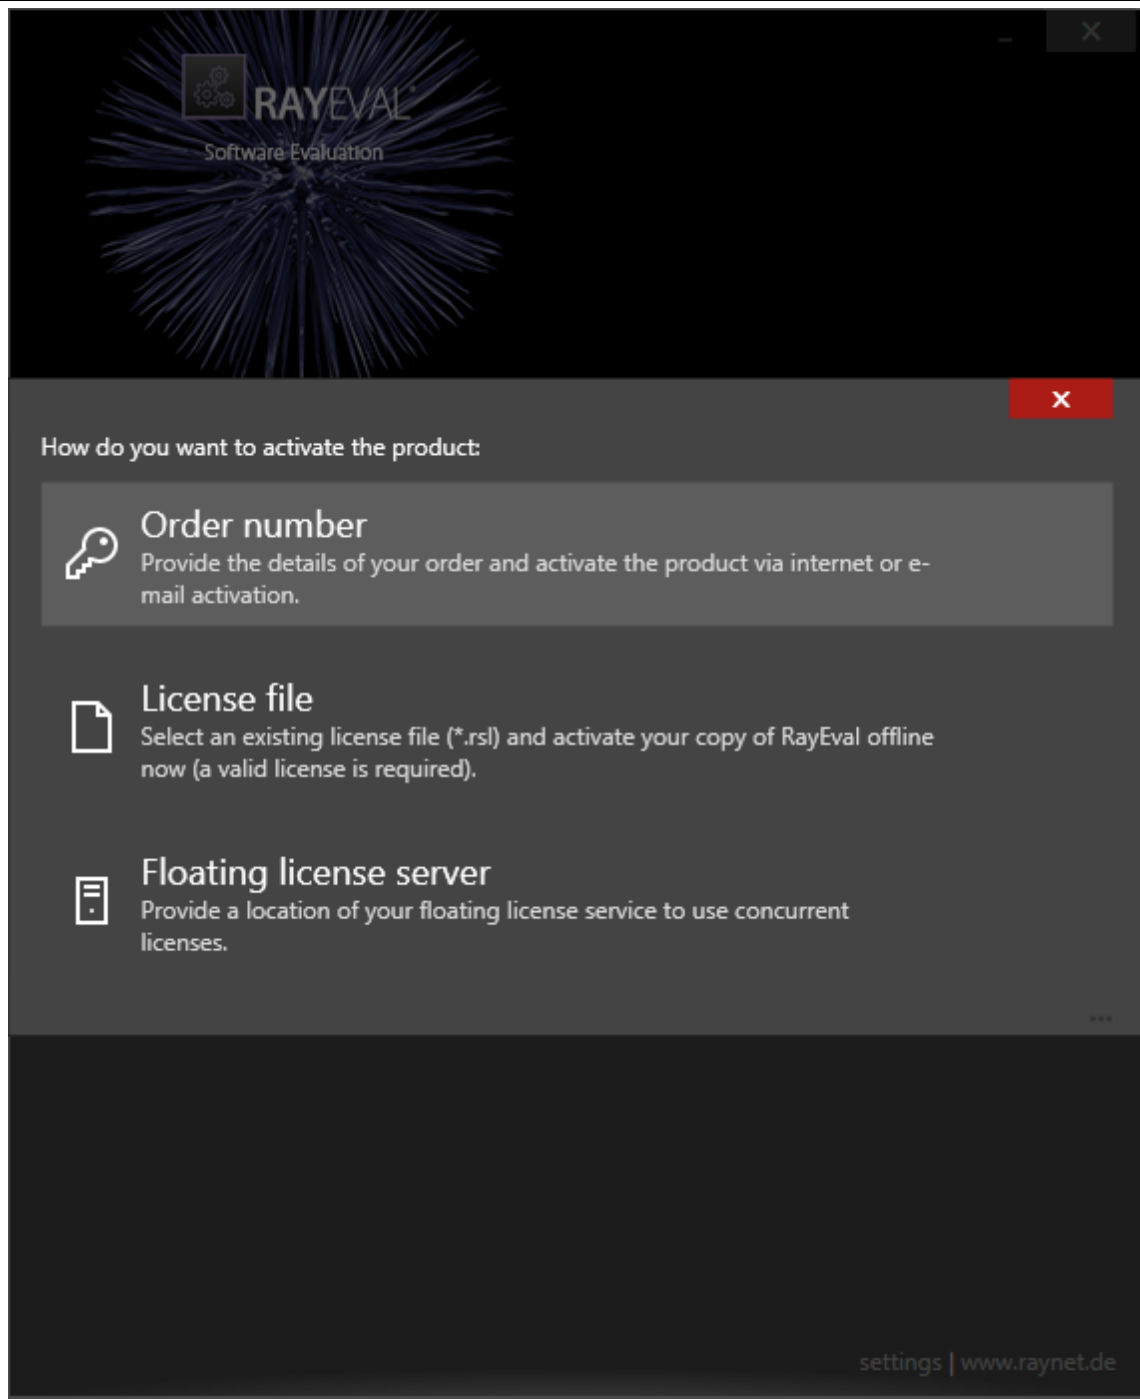 RAYEVAL
Software Evaluation
How do you want to activate the product:
Order number
Provide the details of your order and activate the product via internet or e-
mail activation.
License file
Select an existing license file (*.rsl) and activate your copy of RayEval offline
now (a valid license is required).
Floating license server
Provide a location of your floating license service to use concurrent
licenses.
...
settings | www.raynet.de